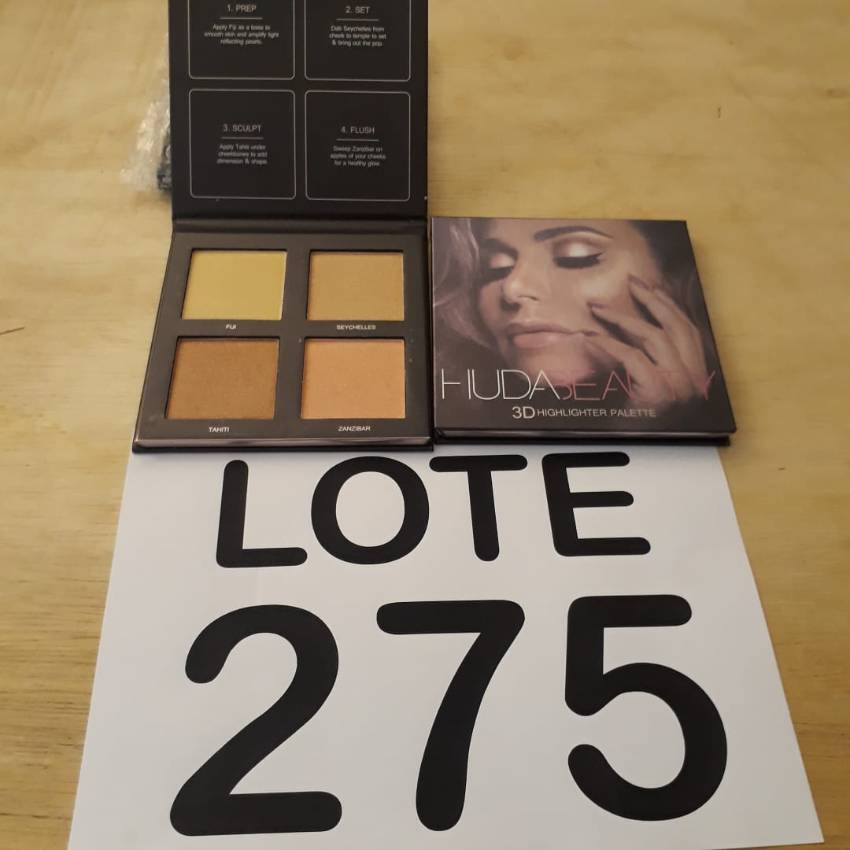 1. PREP
Apply Fiji as a base to
smooth skin and amplify light
reflecting pearls.
2. SET
Dab Seychelles from
cheek to temple to set
& bring out the pop.
3. SCULPT
Apply Tahiti under
cheekbones to add
dimension & shape.
4. FLUSH
Sweep Zanzibar on
apples of your cheeks
for a healthy glow.
FIJI
SEYCHELLES
TAHITI
ZANZIBAR
HUDABEAUTY
3D HIGHLIGHTER PALETTE
LOTE
275